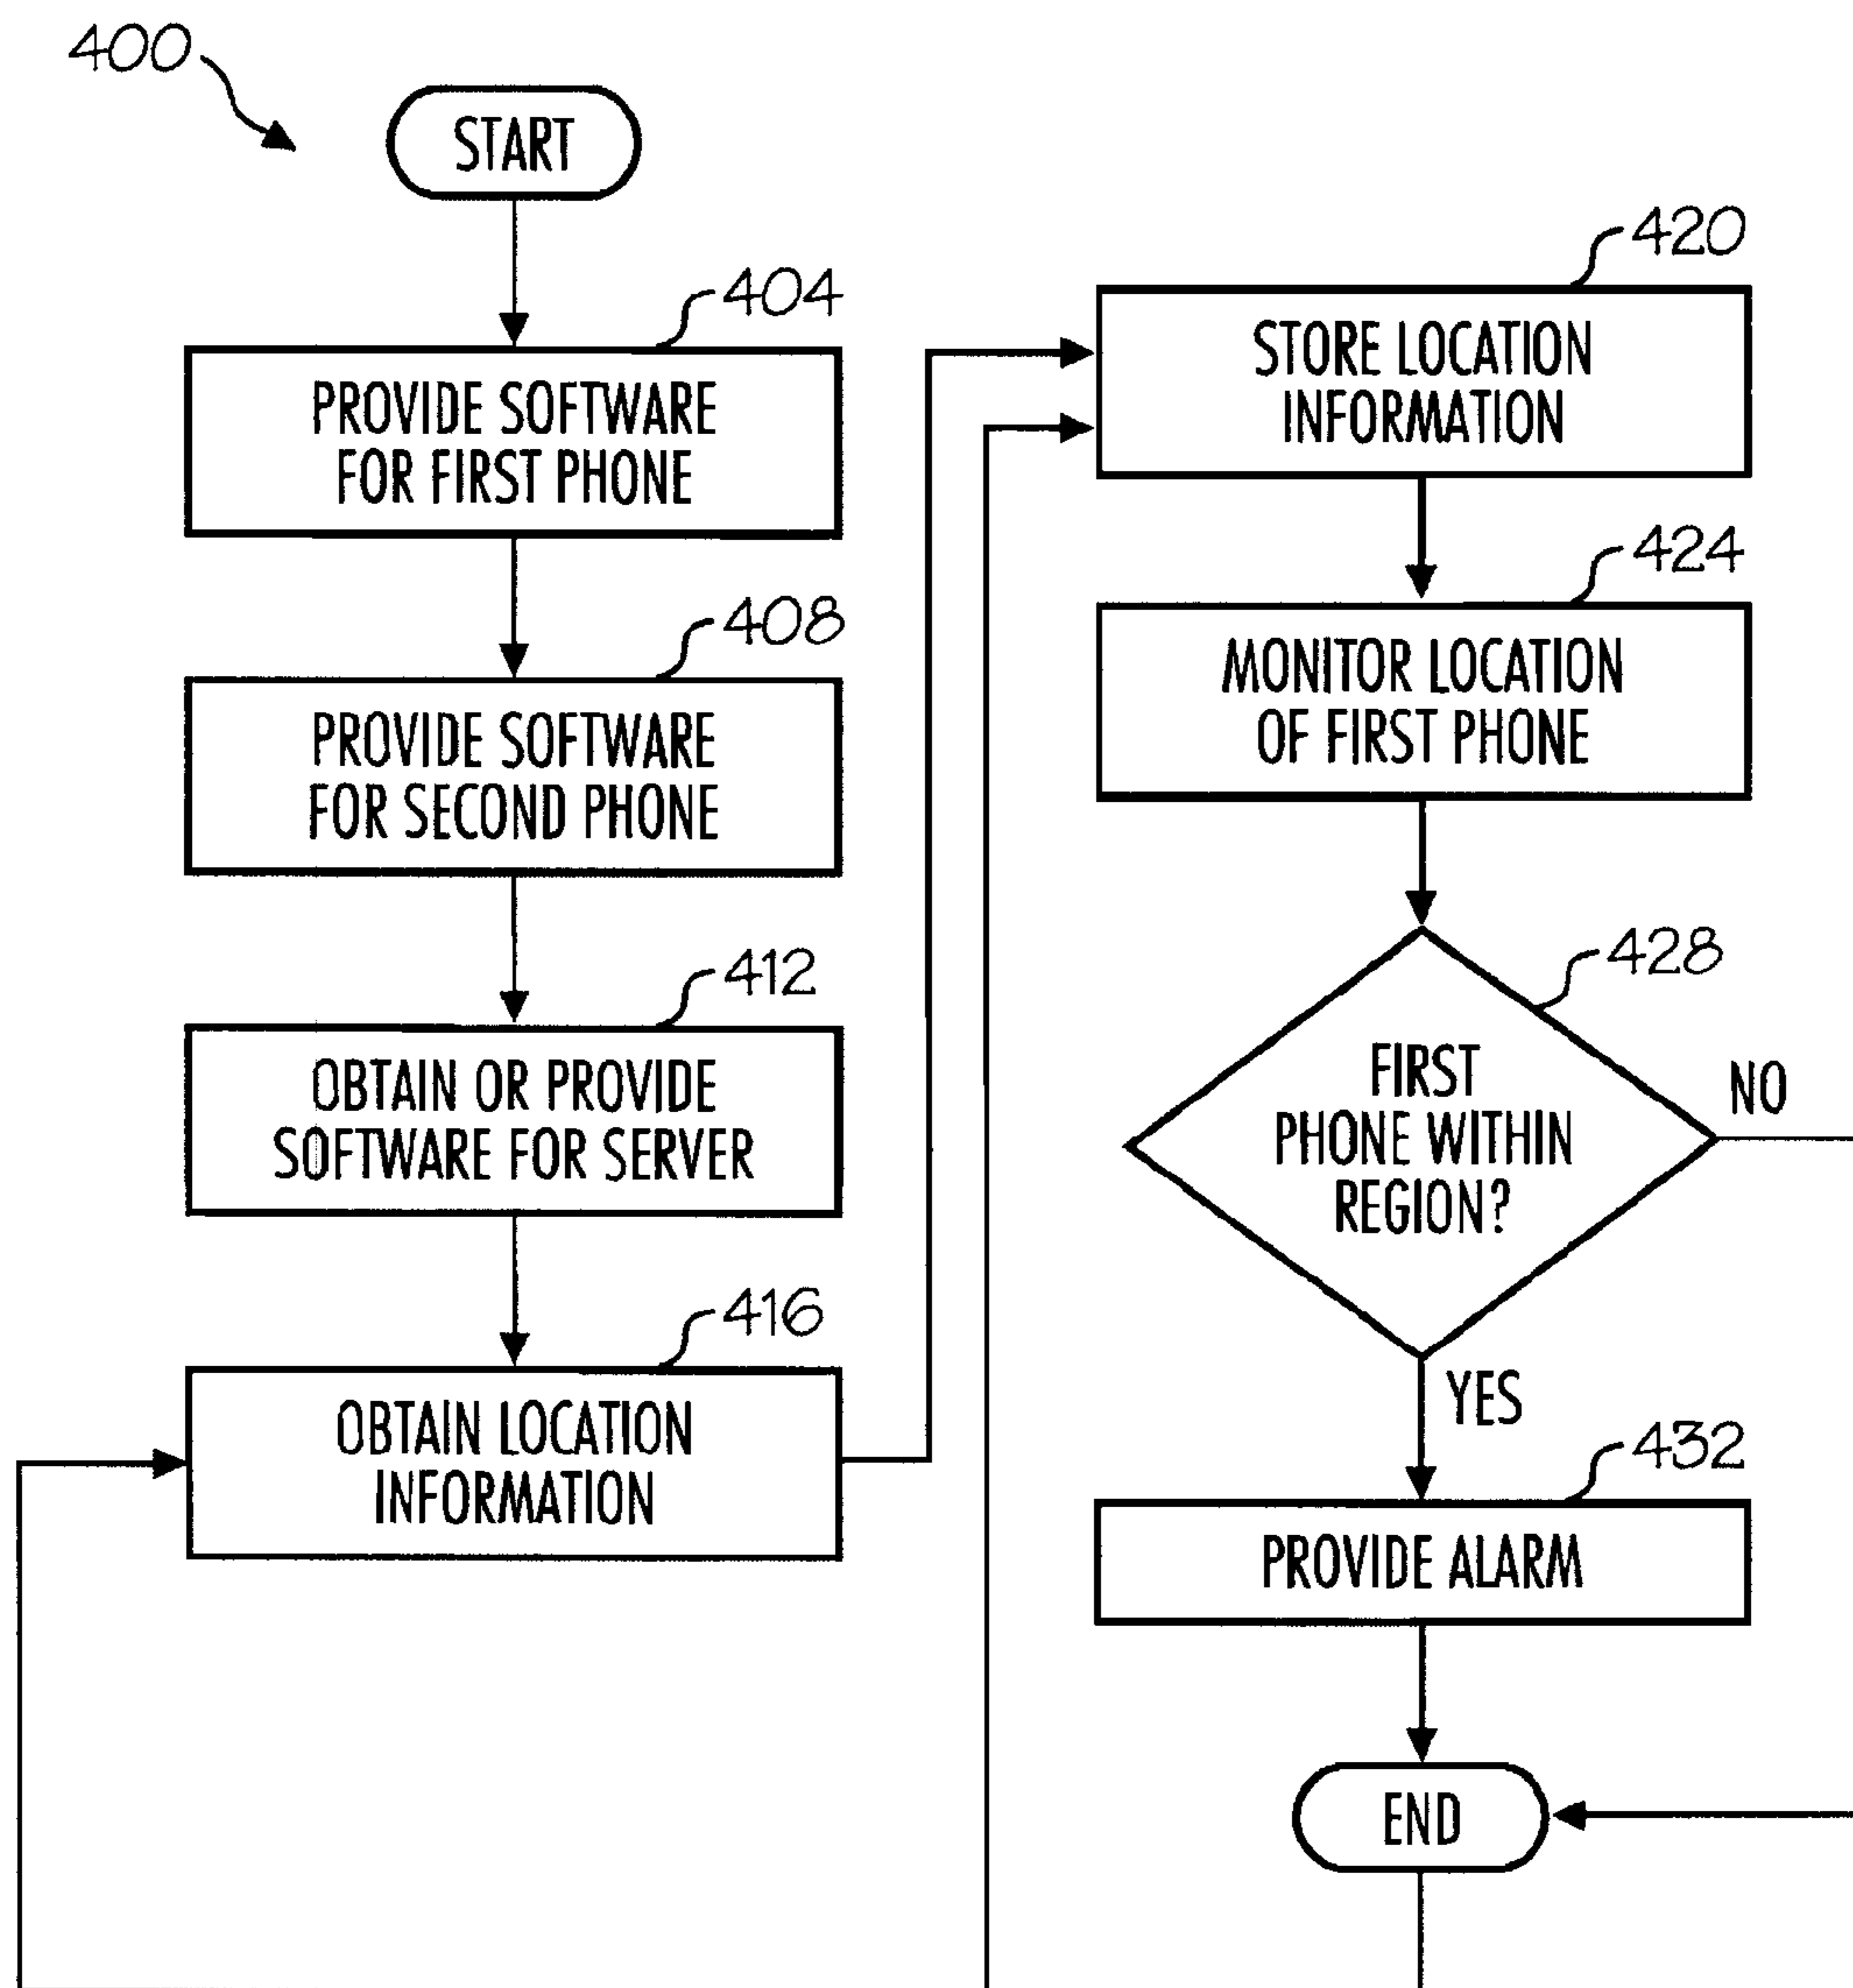 400
START
404
PROVIDE SOFTWARE
FOR FIRST PHONE
408
PROVIDE SOFTWARE
FOR SECOND PHONE
412
OBTAIN OR PROVIDE
SOFTWARE FOR SERVER
416
OBTAIN LOCATION
INFORMATION
420
STORE LOCATION
INFORMATION
424
MONITOR LOCATION
OF FIRST PHONE
428
FIRST
PHONE WITHIN
REGION?
NO
YES
432
PROVIDE ALARM
END